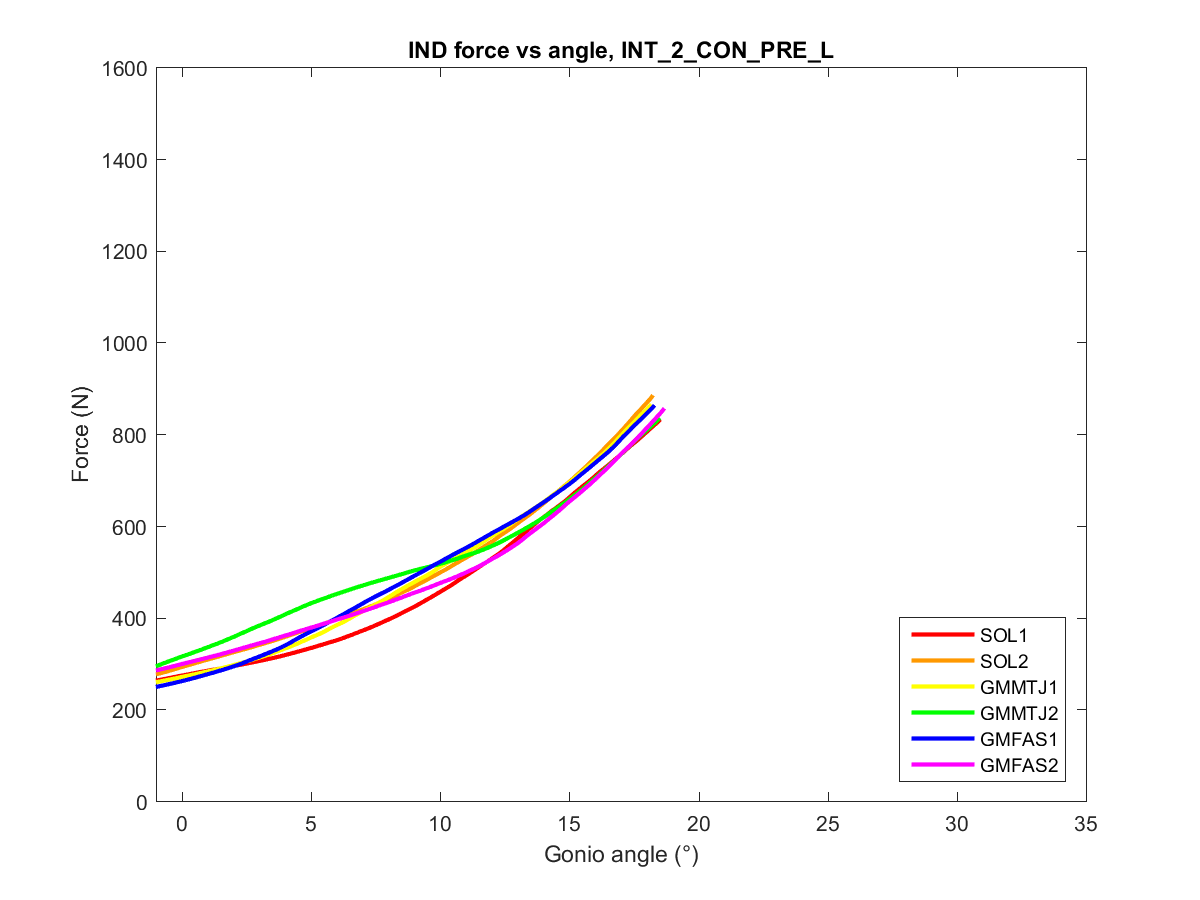 IND force vs angle, INT_2_CON_PRE_L
1600
1400
1200
1000
800
600
400
200
0
Force (N)
0 5 10 15 20 25 30 35
Gonio angle (°)
SOL1
SOL2
GMMTJ1
GMMTJ2
GMFAS1
GMFAS2